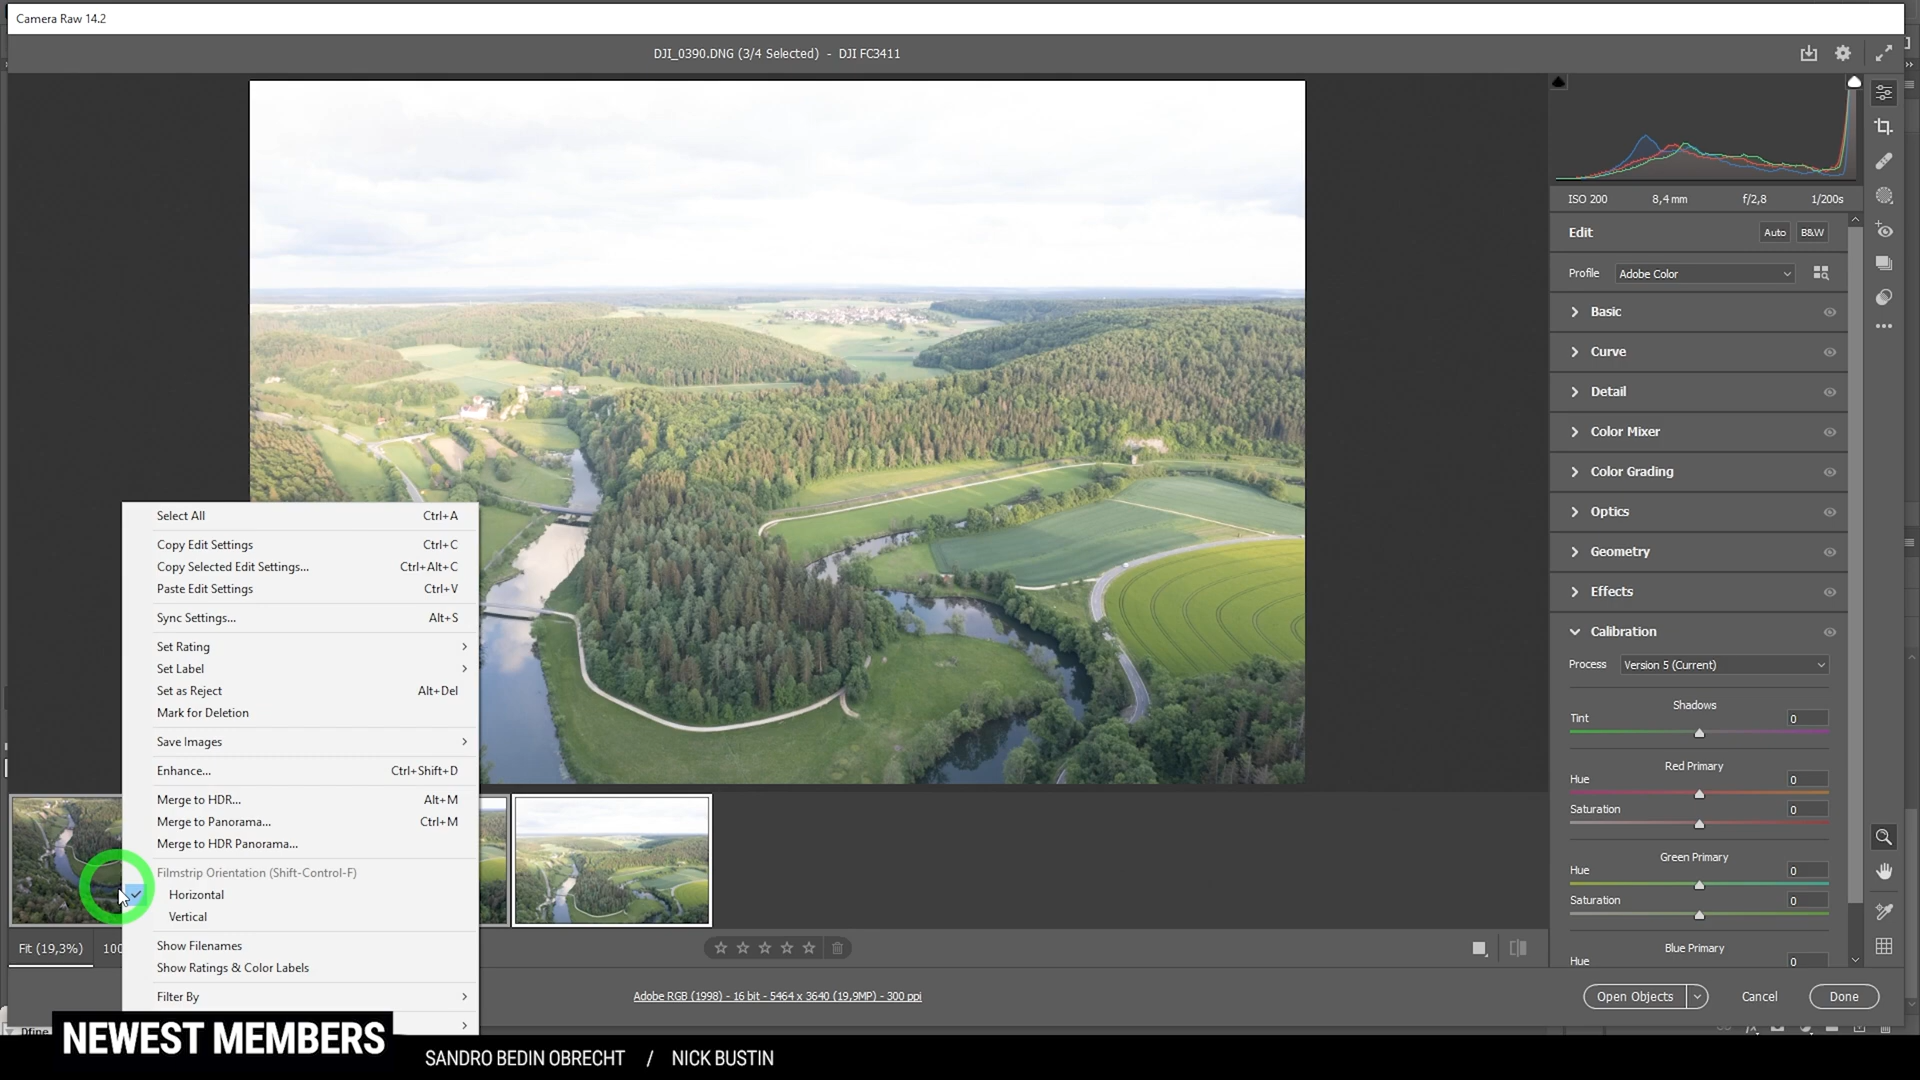 Camera Raw 14.2
DJI_0390.DNG (3/4 Selected) - DJI FC3411
ISO 200 8,4 mm f/2,8 1/200s
Edit Auto B&W
Profile Adobe Color
Basic
Curve
Detail
Color Mixer
Color Grading
Optics
Geometry
Effects
Calibration
Process Version 5 (Current)
Shadows
Tint 0
Red Primary
Hue 0
Saturation 0
Green Primary
Hue 0
Saturation 0
Blue Primary
Hue 0
Select All Ctrl+A
Copy Edit Settings Ctrl+C
Copy Selected Edit Settings... Ctrl+Alt+C
Paste Edit Settings Ctrl+V
Sync Settings... Alt+S
Set Rating
Set Label
Set as Reject Alt+Del
Mark for Deletion
Save Images
Enhance... Ctrl+Shift+D
Merge to HDR... Alt+M
Merge to Panorama... Ctrl+M
Merge to HDR Panorama...
Filmstrip Orientation (Shift-Control-F)
Horizontal
Vertical
Show Filenames
Show Ratings & Color Labels
Filter By
Fit (19,3%) 100
Adobe RGB (1998) - 16 bit - 5464 x 3640 (19,9MP) - 300 ppi
Open Objects Cancel Done
NEWEST MEMBERS
SANDRO BEDIN OBRECHT / NICK BUSTIN